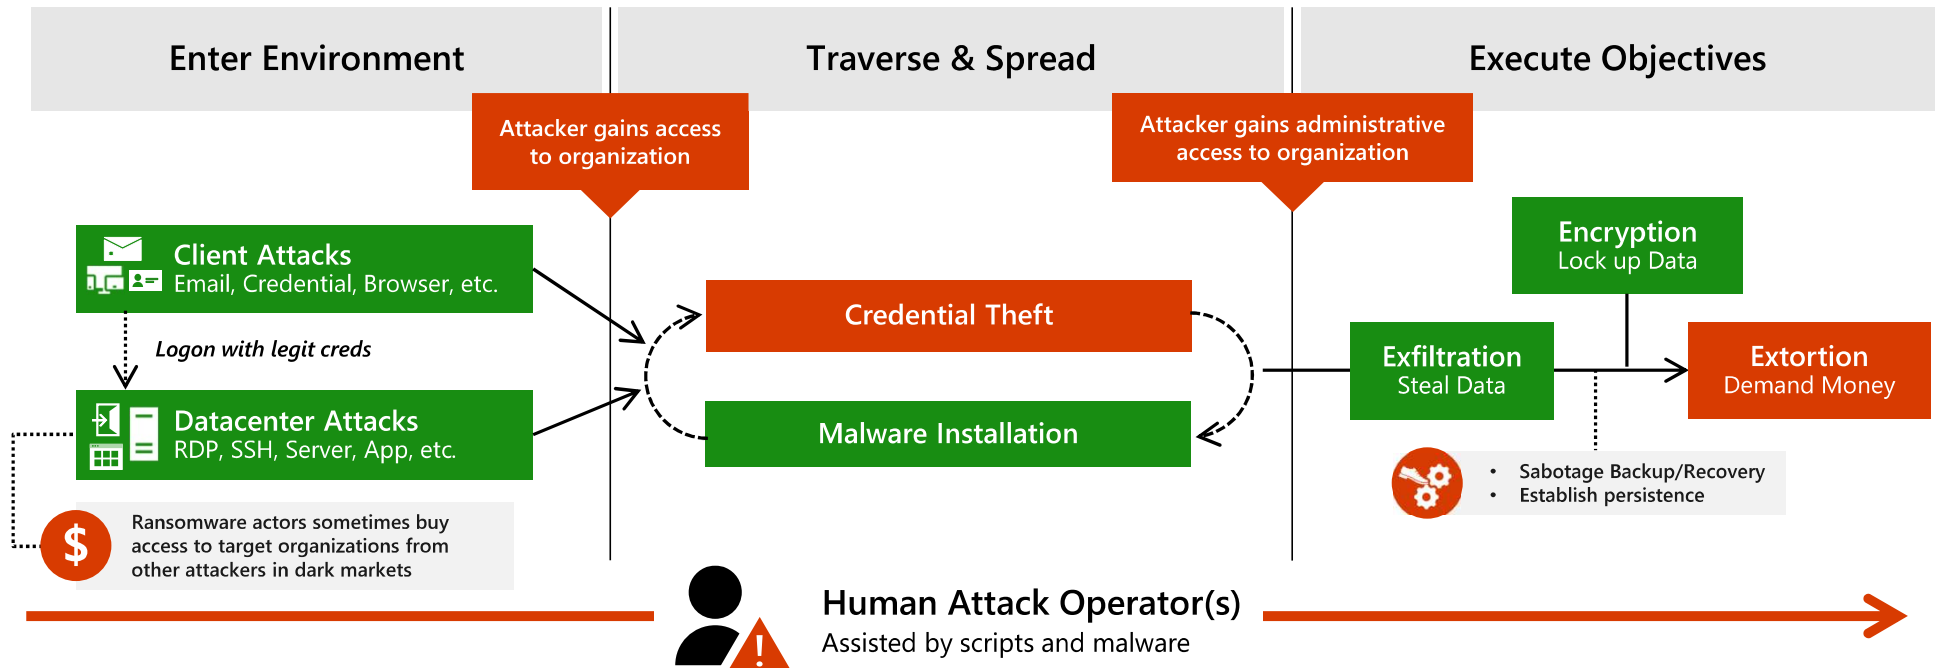 Enter Environment
Traverse & Spread
Execute Objectives
Attacker gains access
to organization
Attacker gains administrative
access to organization
Client Attacks
Email, Credential, Browser, etc.
Logon with legit creds
Datacenter Attacks
RDP, SSH, Server, App, etc.
$
Ransomware actors sometimes buy
access to target organizations from
other attackers in dark markets
Credential Theft
Malware Installation
Encryption
Lock up Data
Exfiltration
Steal Data
Extortion
Demand Money
• Sabotage Backup/Recovery
• Establish persistence
!
Human Attack Operator(s)
Assisted by scripts and malware